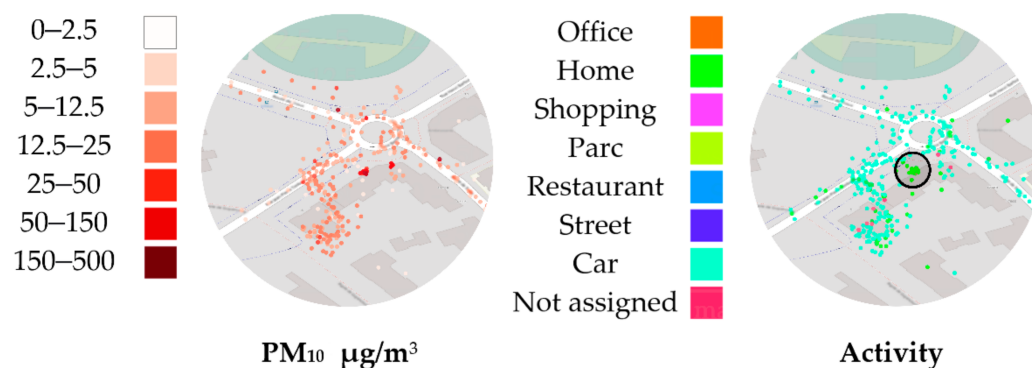 0–2.5
2.5–5
5–12.5
12.5–25
25–50
50–150
150–500
PM₁₀ µg/m³
Office
Home
Shopping
Parc
Restaurant
Street
Car
Not assigned
Activity